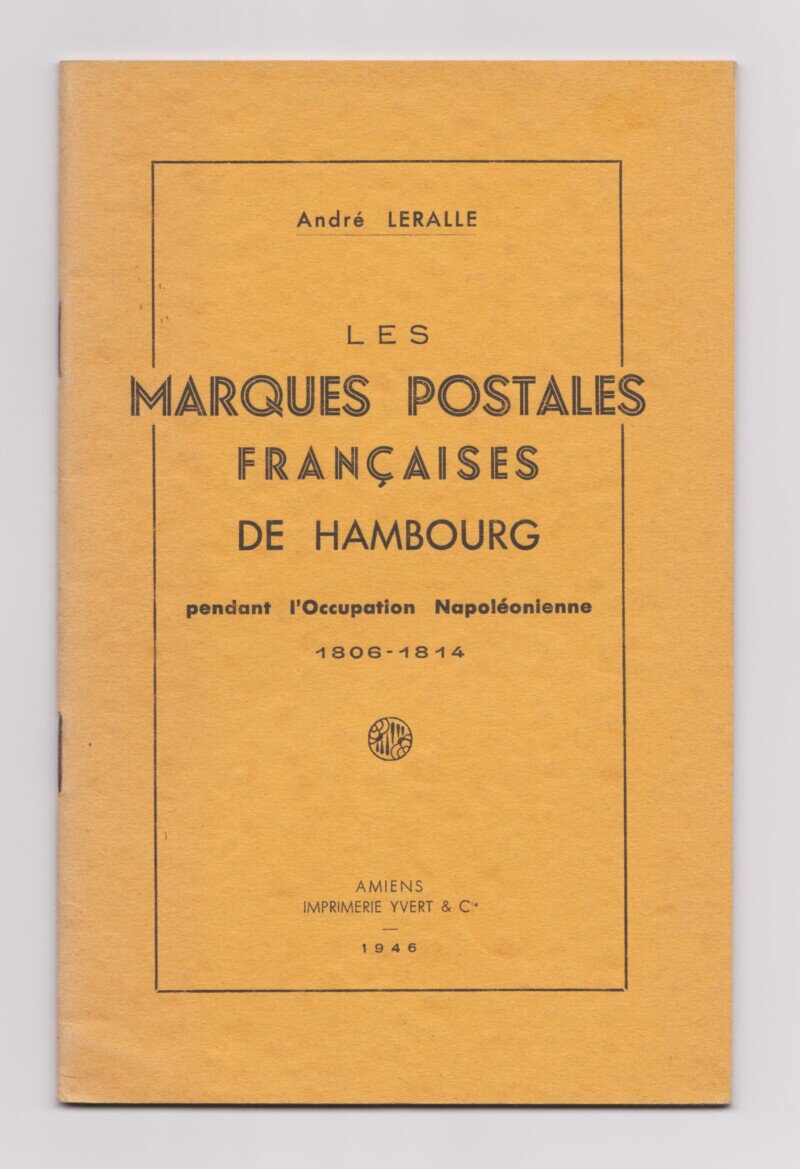 André LERALLE
LES
MARQUES POSTALES
FRANÇAISES
DE HAMBOURG
pendant l'Occupation Napoléonienne
1806-1814
AMIENS
IMPRIMERIE YVERT & Cie
1946